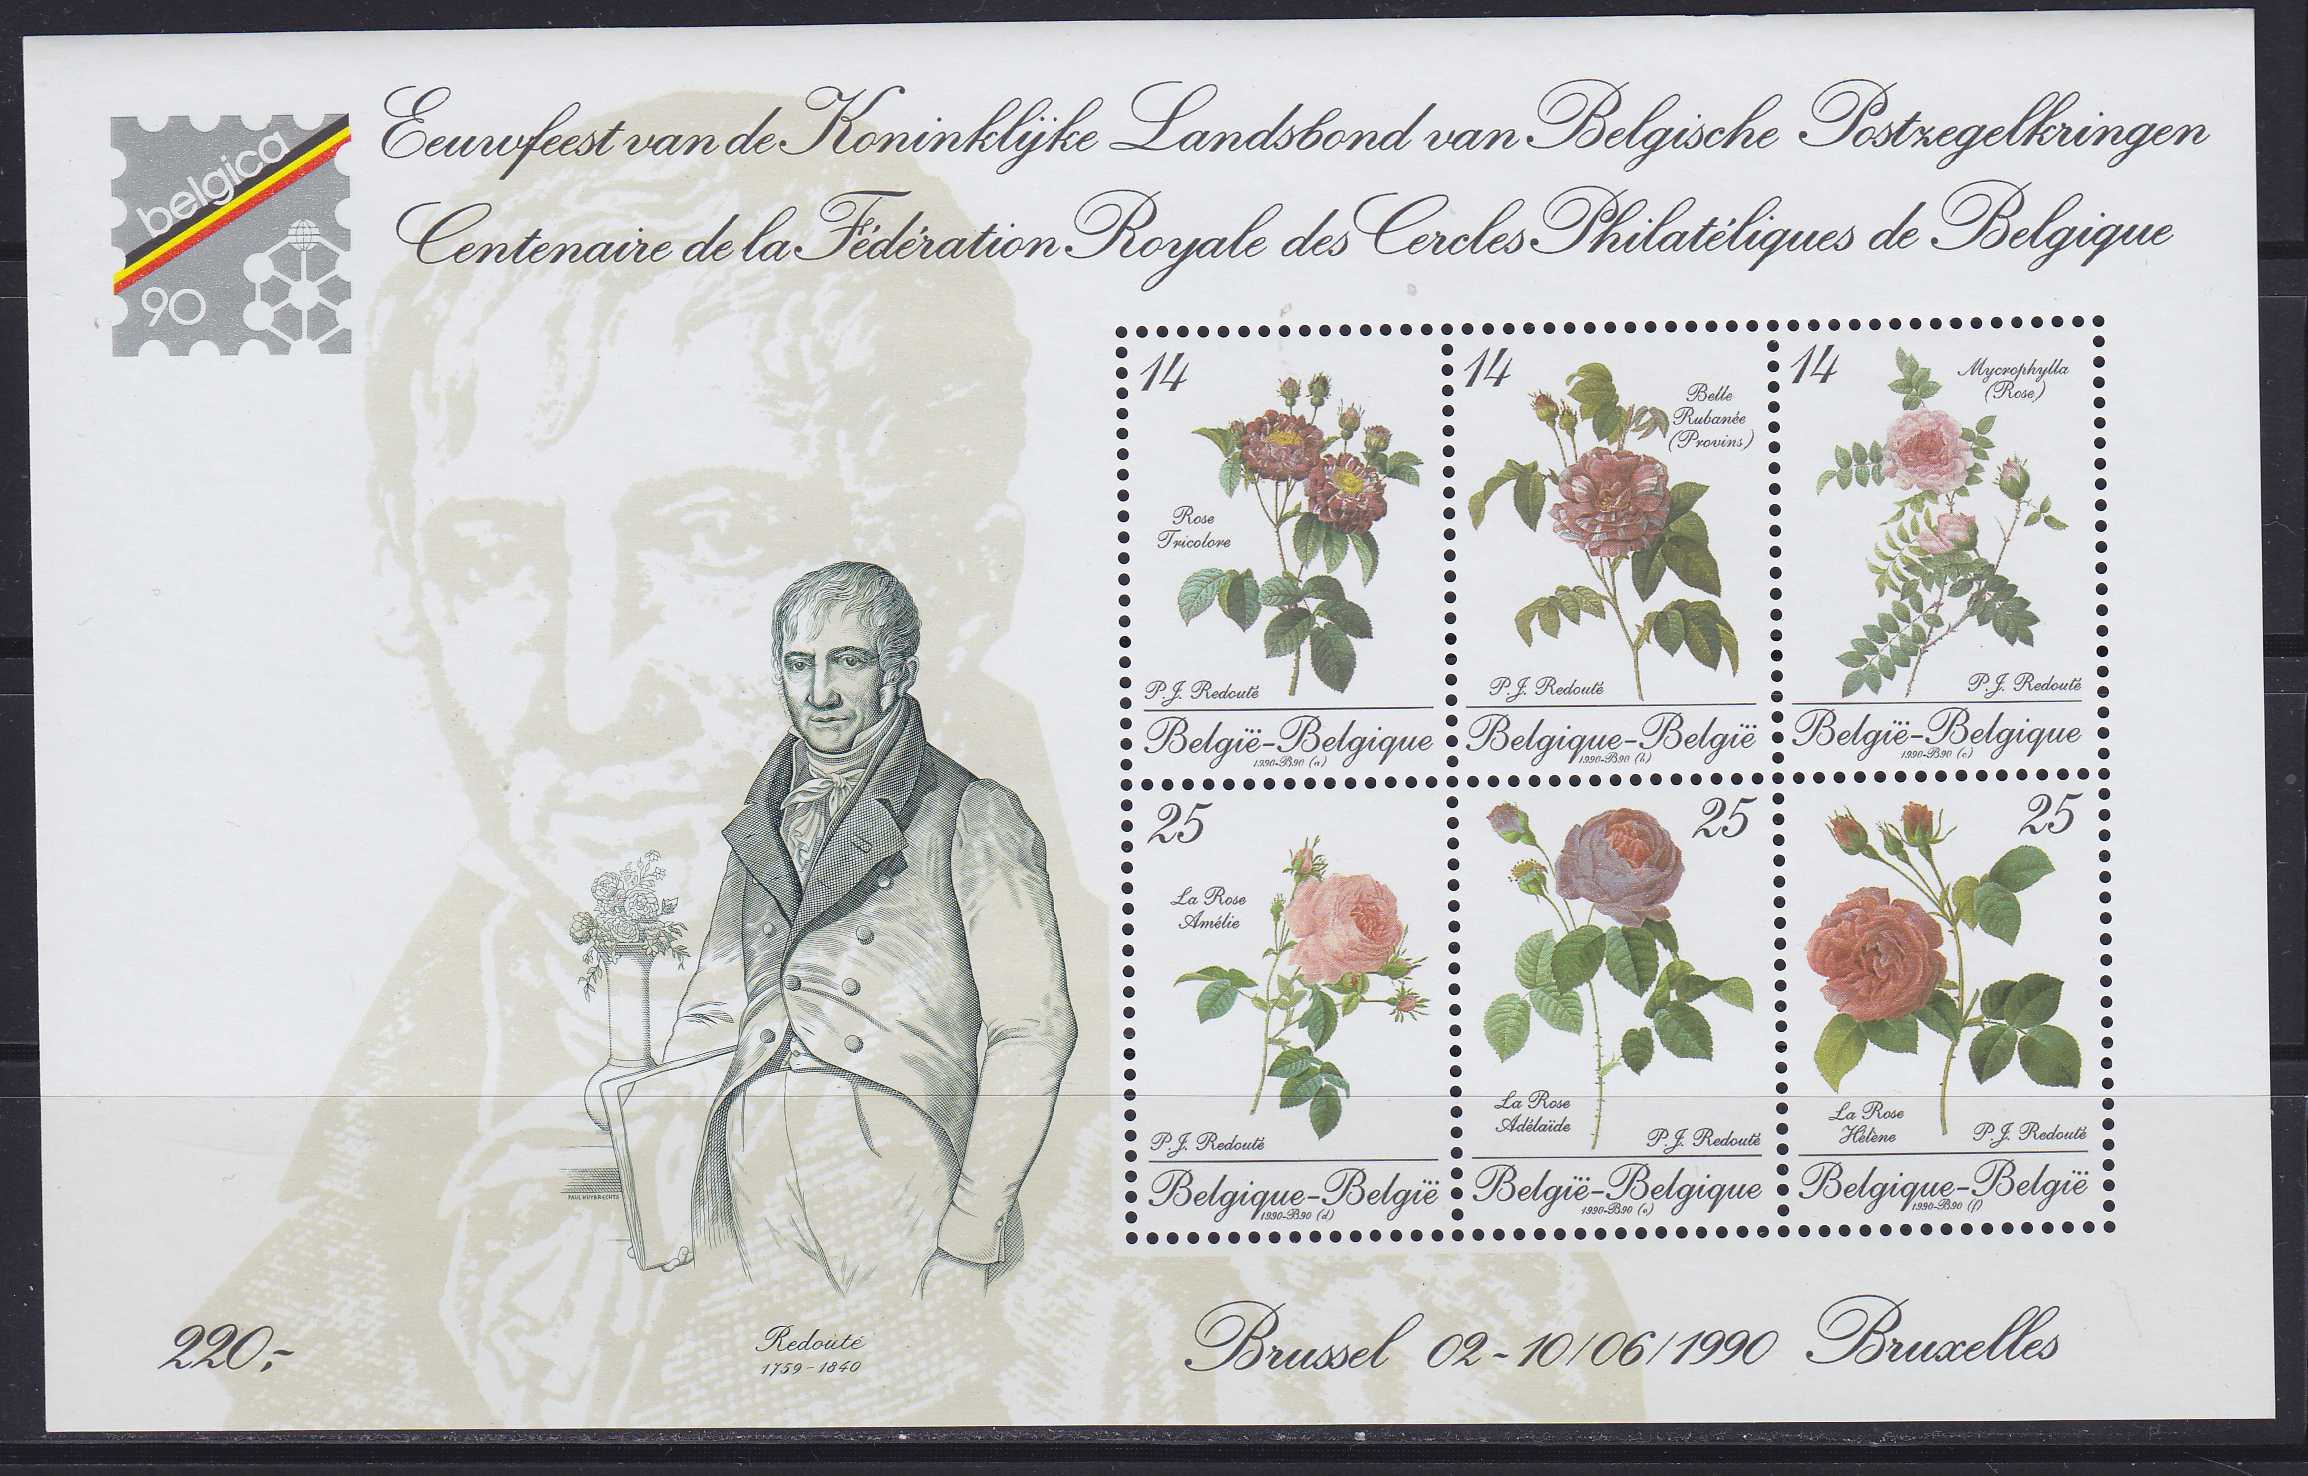 Eeuwfeest van de Koninklijke Landsbond van Belgische Postzegelkringen
Centenaire de la Fédération Royale des Cercles Philatéliques de Belgique
belgica
90
14
Rose
Tricolore
P.J. Redouté
België-Belgique
1990-B90 (a)
14
Belle
Rubanée
(Provins)
P.J. Redouté
Belgique-België
1990-B90 (b)
14
Mycrophylla
(Rose)
P.J. Redouté
België-Belgique
1990-B90 (c)
25
La Rose
Amélie
P.J. Redouté
Belgique-België
1990-B90 (d)
25
La Rose
Adélaïde
P.J. Redouté
België-Belgique
1990-B90 (e)
25
La Rose
Hélène
P.J. Redouté
Belgique-België
1990-B90 (f)
PAUL HUYBRECHTS
220,-
Redouté
1759-1840
Brussel 02-10/06/1990 Bruxelles